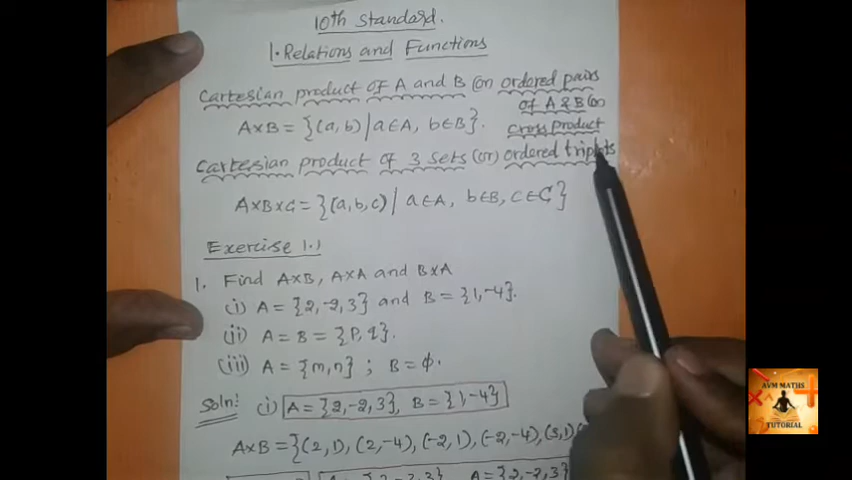 10th Standard.
1. Relations and Functions
Cartesian product of A and B (or) ordered pairs
of A & B (or)
A×B = {(a, b) | a∈A, b∈B}.
cross product
Cartesian product of 3 sets (or) ordered triplets
A×B×C = {(a, b, c) | a∈A, b∈B, c∈C}
Exercise 1.1
1. Find A×B, A×A and B×A
(i) A = {2, -2, 3} and B = {1, -4}.
(ii) A = B = {p, q}.
(iii) A = {m, n} ; B = φ.
Soln: (i) A = {2, -2, 3}, B = {1, -4}
A×B = {(2, 1), (2, -4), (-2, 1), (-2, -4), (3, 1)
A = {2, -2, 3}
AVM MATHS
TUTORIAL